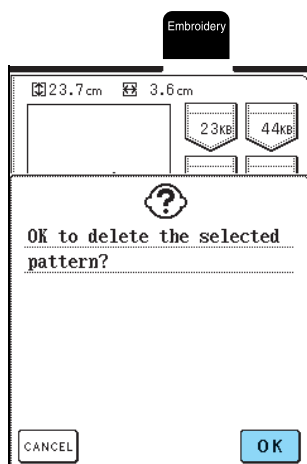 Embroidery
23.7cm 3.6cm
23KB 44KB
OK to delete the selected
pattern?
CANCEL OK